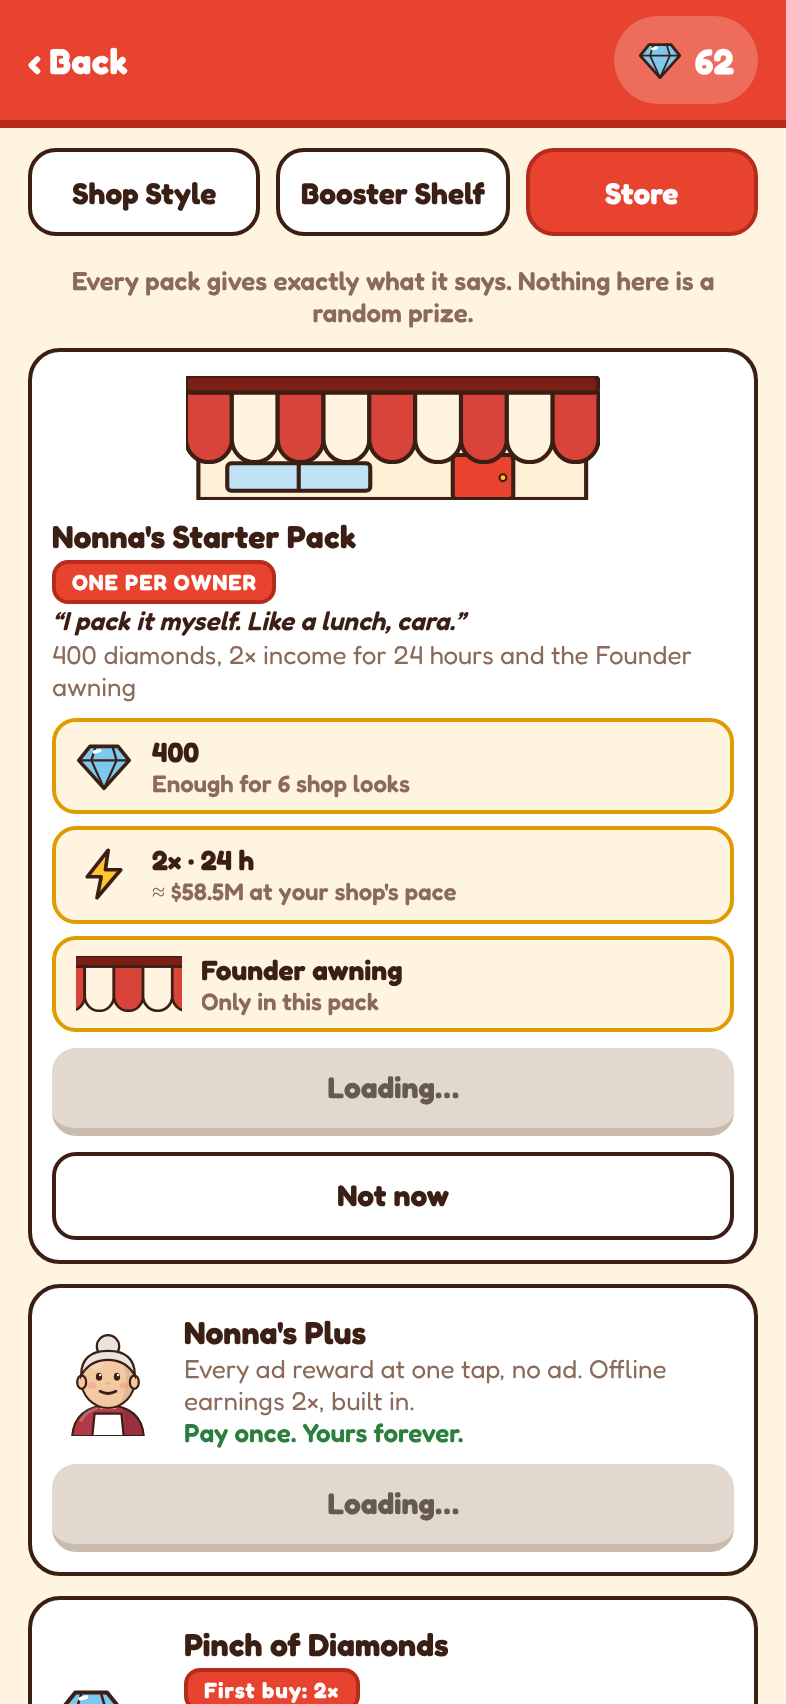 ‹ Back
62
Shop Style
Booster Shelf
Store
Every pack gives exactly what it says. Nothing here is a
random prize.
Nonna's Starter Pack
ONE PER OWNER
“I pack it myself. Like a lunch, cara.”
400 diamonds, 2× income for 24 hours and the Founder
awning
400
Enough for 6 shop looks
2× · 24 h
≈ $58.5M at your shop's pace
Founder awning
Only in this pack
Loading...
Not now
Nonna's Plus
Every ad reward at one tap, no ad. Offline
earnings 2×, built in.
Pay once. Yours forever.
Loading...
Pinch of Diamonds
First buy: 2×